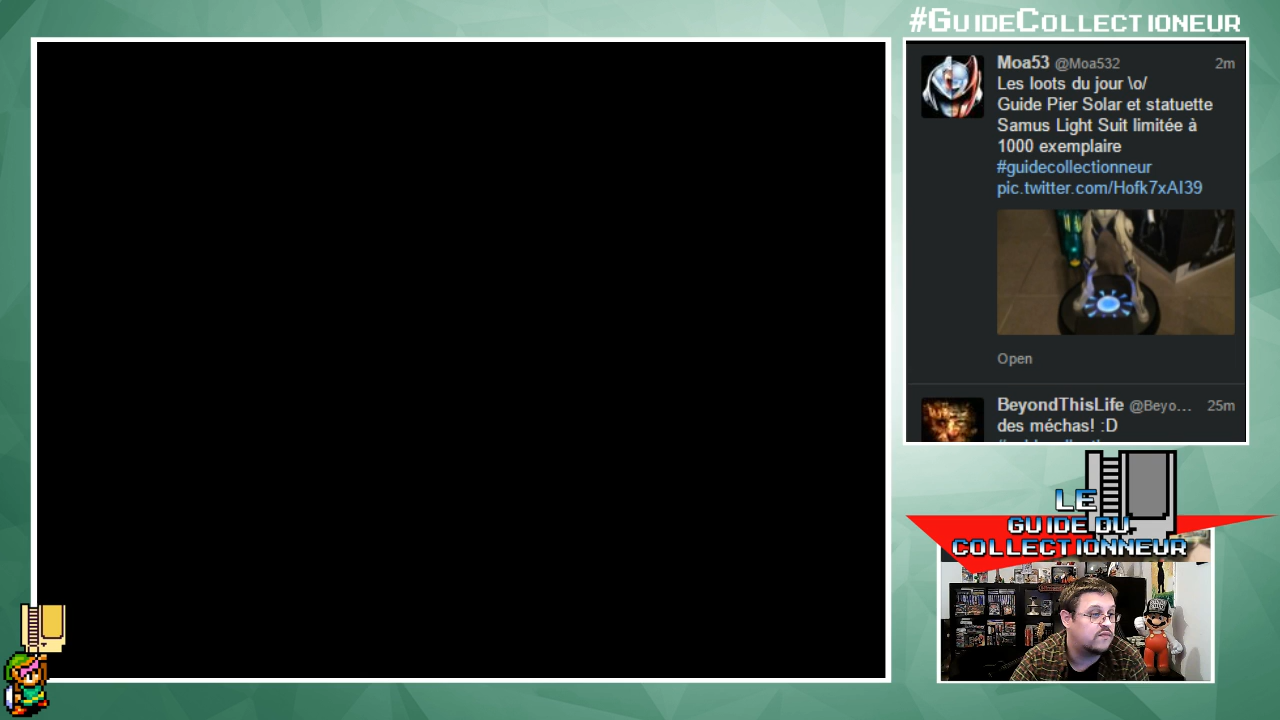 #GUIDECOLLECTIONEUR
Moa53 @Moa532 2m
Les loots du jour \o/
Guide Pier Solar et statuette
Samus Light Suit limitée à
1000 exemplaire
#guidecollectionneur
pic.twitter.com/Hofk7xAI39
Open
BeyondThisLife @Beyo... 25m
des méchas! :D
LE
GUIDE DU
COLLECTIONNEUR